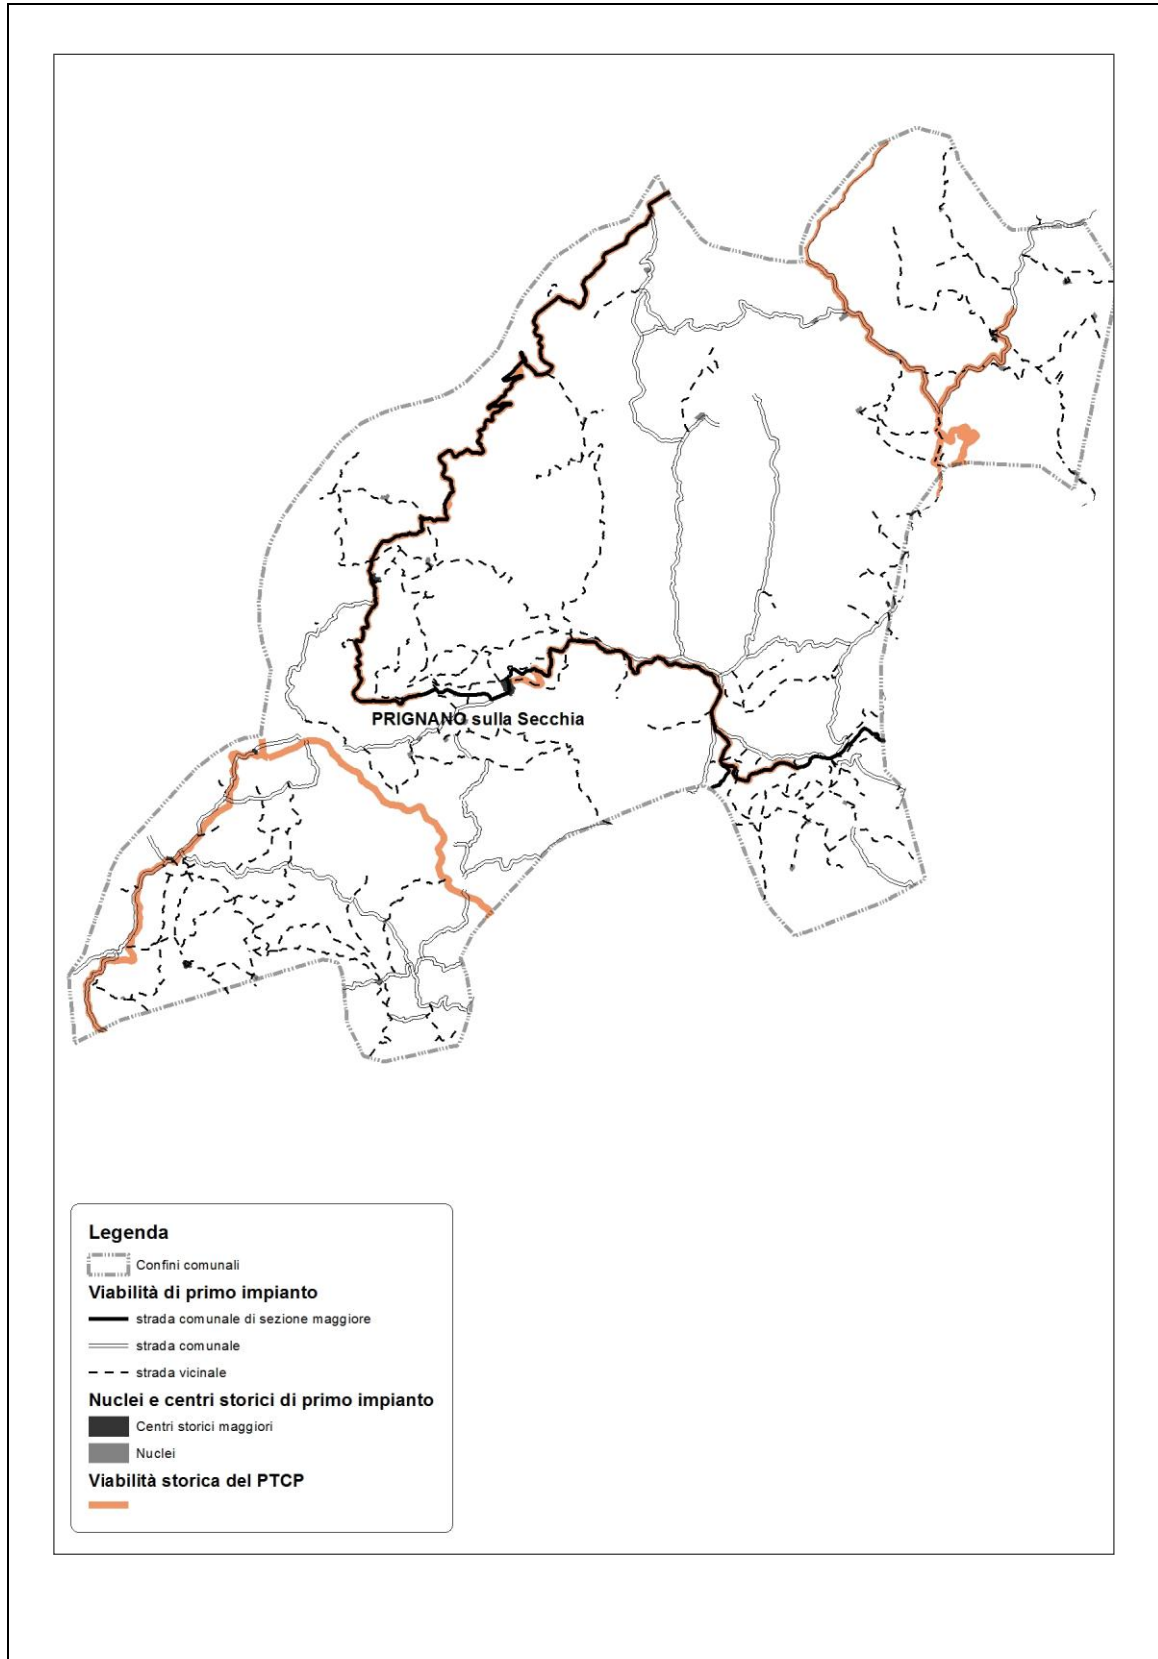 PRIGNANO sulla Secchia
Legenda
Confini comunali
Viabilità di primo impianto
strada comunale di sezione maggiore
strada comunale
strada vicinale
Nuclei e centri storici di primo impianto
Centri storici maggiori
Nuclei
Viabilità storica del PTCP